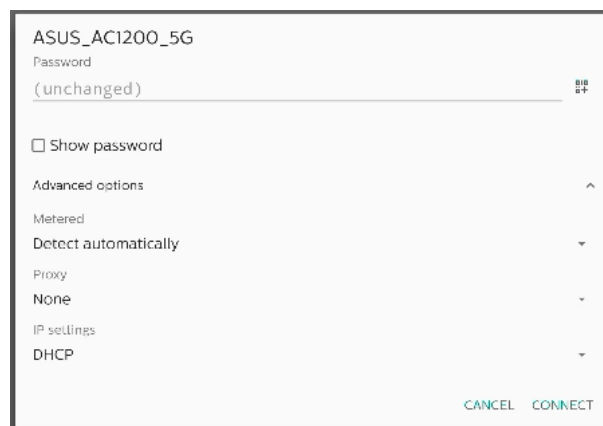 ASUS_AC1200_5G
Password
(unchanged)
Show password
Advanced options
Metered
Detect automatically
Proxy
None
IP settings
DHCP
CANCEL CONNECT